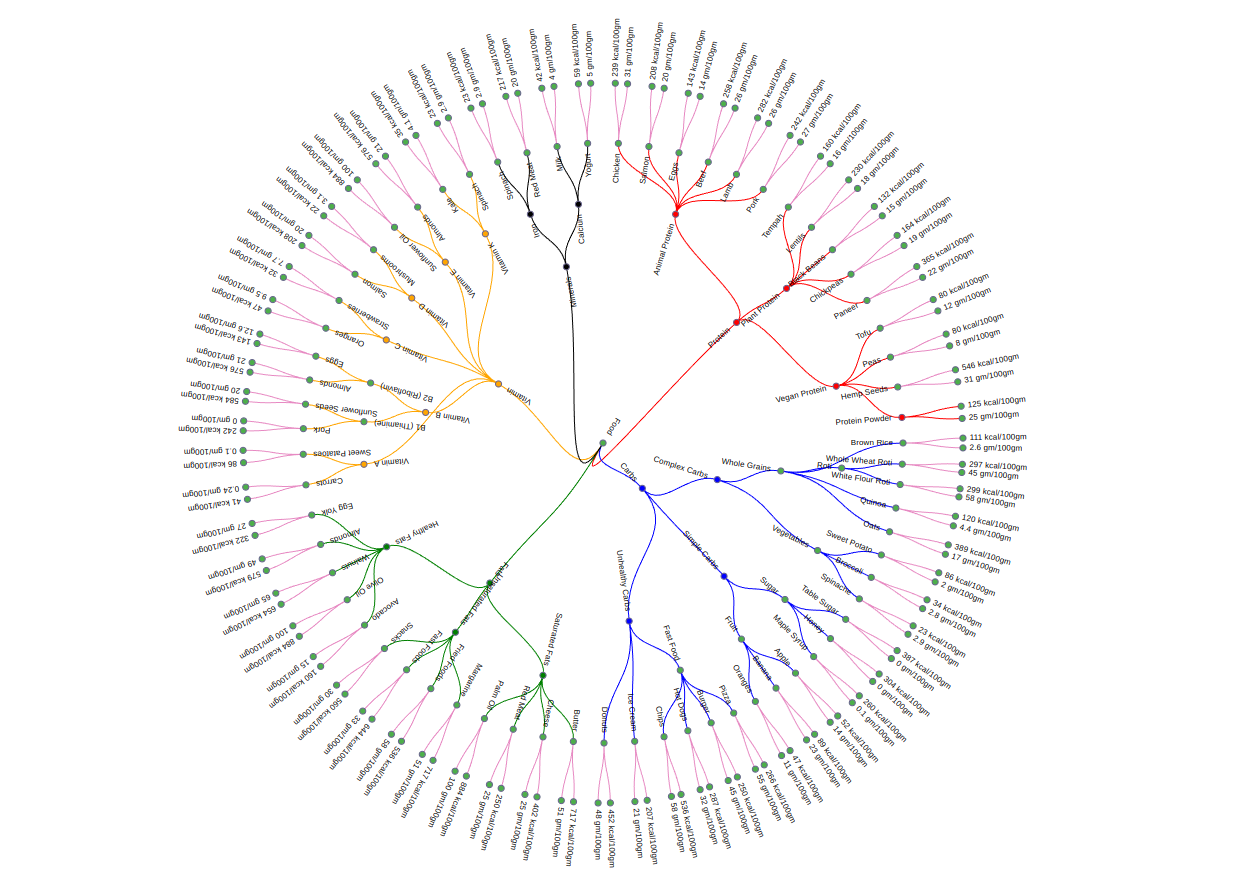 Food
Protein
Animal Protein
Chicken
239 kcal/100gm
31 gm/100gm
Salmon
208 kcal/100gm
20 gm/100gm
Eggs
143 kcal/100gm
14 gm/100gm
Beef
258 kcal/100gm
26 gm/100gm
Lamb
282 kcal/100gm
26 gm/100gm
Pork
242 kcal/100gm
27 gm/100gm
Plant Protein
Tempah
160 kcal/100gm
16 gm/100gm
Lentils
230 kcal/100gm
18 gm/100gm
Black Beans
132 kcal/100gm
15 gm/100gm
Chickpeas
164 kcal/100gm
19 gm/100gm
Paneer
365 kcal/100gm
22 gm/100gm
Vegan Protein
Tofu
80 kcal/100gm
12 gm/100gm
Peas
80 kcal/100gm
8 gm/100gm
Hemp Seeds
546 kcal/100gm
31 gm/100gm
Protein Powder
125 kcal/100gm
25 gm/100gm
Carbs
Complex Carbs
Whole Grains
Brown Rice
111 kcal/100gm
2.6 gm/100gm
Roti
Whole Wheat Roti
297 kcal/100gm
45 gm/100gm
White Flour Roti
299 kcal/100gm
58 gm/100gm
Quinoa
120 kcal/100gm
4.4 gm/100gm
Oats
389 kcal/100gm
17 gm/100gm
Vegetables
Sweet Potato
86 kcal/100gm
2 gm/100gm
Broccoli
34 kcal/100gm
2.8 gm/100gm
Spinache
23 kcal/100gm
2.9 gm/100gm
Simple Carbs
Sugar
Table Sugar
387 kcal/100gm
0 gm/100gm
Honey
304 kcal/100gm
0 gm/100gm
Maple Syrup
260 kcal/100gm
0.1 gm/100gm
Fruit
Apple
52 kcal/100gm
14 gm/100gm
Banana
89 kcal/100gm
23 gm/100gm
Oranges
47 kcal/100gm
11 gm/100gm
Unhealthy Carbs
Fast Food
Pizza
266 kcal/100gm
55 gm/100gm
Burger
250 kcal/100gm
45 gm/100gm
Hot Dogs
287 kcal/100gm
32 gm/100gm
Chips
536 kcal/100gm
58 gm/100gm
Ice Cream
207 kcal/100gm
21 gm/100gm
Donuts
452 kcal/100gm
48 gm/100gm
Saturated Fats
Butter
717 kcal/100gm
51 gm/100gm
Cheese
402 kcal/100gm
25 gm/100gm
Red Meat
250 kcal/100gm
25 gm/100gm
Palm Oil
884 kcal/100gm
100 gm/100gm
Margarine
717 kcal/100gm
51 gm/100gm
Fried Foods
536 kcal/100gm
58 gm/100gm
Fast Foods
644 kcal/100gm
33 gm/100gm
Snacks
560 kcal/100gm
30 gm/100gm
Healthy Fats
Avocado
160 kcal/100gm
15 gm/100gm
Olive Oil
884 kcal/100gm
100 gm/100gm
Walnuts
654 kcal/100gm
65 gm/100gm
Almonds
579 kcal/100gm
49 gm/100gm
Egg Yolk
322 kcal/100gm
27 gm/100gm
Vitamin
Vitamin A
Carrots
41 kcal/100gm
0.24 gm/100gm
Sweet Patatoes
86 kcal/100gm
0.1 gm/100gm
Vitamin B
B1 (Thiamine)
Pork
242 kcal/100gm
0 g/100gm
Sunflower Seeds
584 kcal/100gm
20 gm/100gm
B2 (Riboflavin)
Almonds
576 kcal/100gm
21 gm/100gm
Eggs
143 kcal/100gm
12.6 gm/100gm
Vitamin C
Oranges
47 kcal/100gm
9.5 gm/100gm
Strawberries
32 kcal/100gm
7.7 gm/100gm
Vitamin D
Salmon
208 kcal/100gm
20 gm/100gm
Mushrooms
22 kcal/100gm
3.1 gm/100gm
Vitamin E
Sunflower Oil
884 kcal/100gm
100 gm/100gm
Almonds
576 kcal/100gm
21 gm/100gm
Vitamin K
Kale
35 kcal/100gm
4.1 gm/100gm
Spinach
23 kcal/100gm
2.9 gm/100gm
Minerals
Iron
Spinach
23 kcal/100gm
2.9 gm/100gm
Red Meat
217 kcal/100gm
20 gm/100gm
Calcium
Milk
42 kcal/100gm
4 gm/100gm
Yogurt
59 kcal/100gm
5 gm/100gm